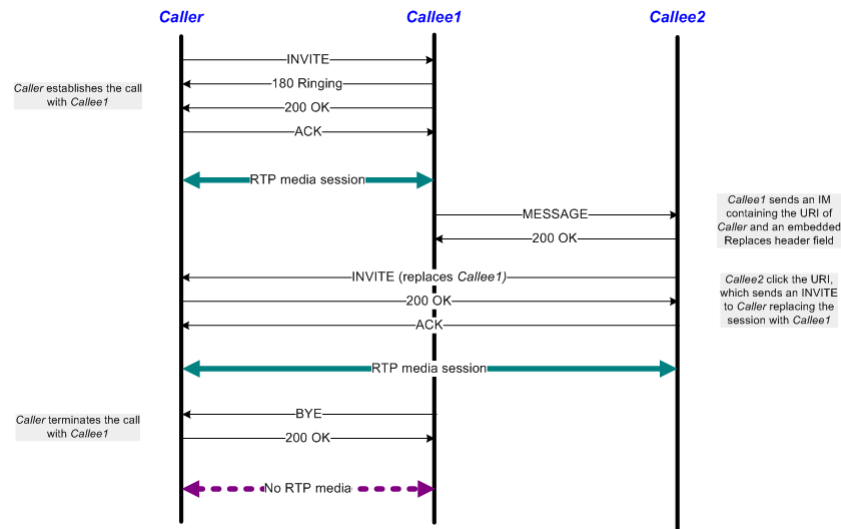 Caller
Callee1
Callee2
INVITE
180 Ringing
Caller establishes the call
with Callee1
200 OK
ACK
RTP media session
MESSAGE
Callee1 sends an IM
containing the URI of
Caller and an embedded
Replaces header field
200 OK
INVITE (replaces Callee1)
Callee2 click the URI,
which sends an INVITE
to Caller replacing the
session with Callee1
200 OK
ACK
RTP media session
BYE
Caller terminates the call
with Callee1
200 OK
No RTP media